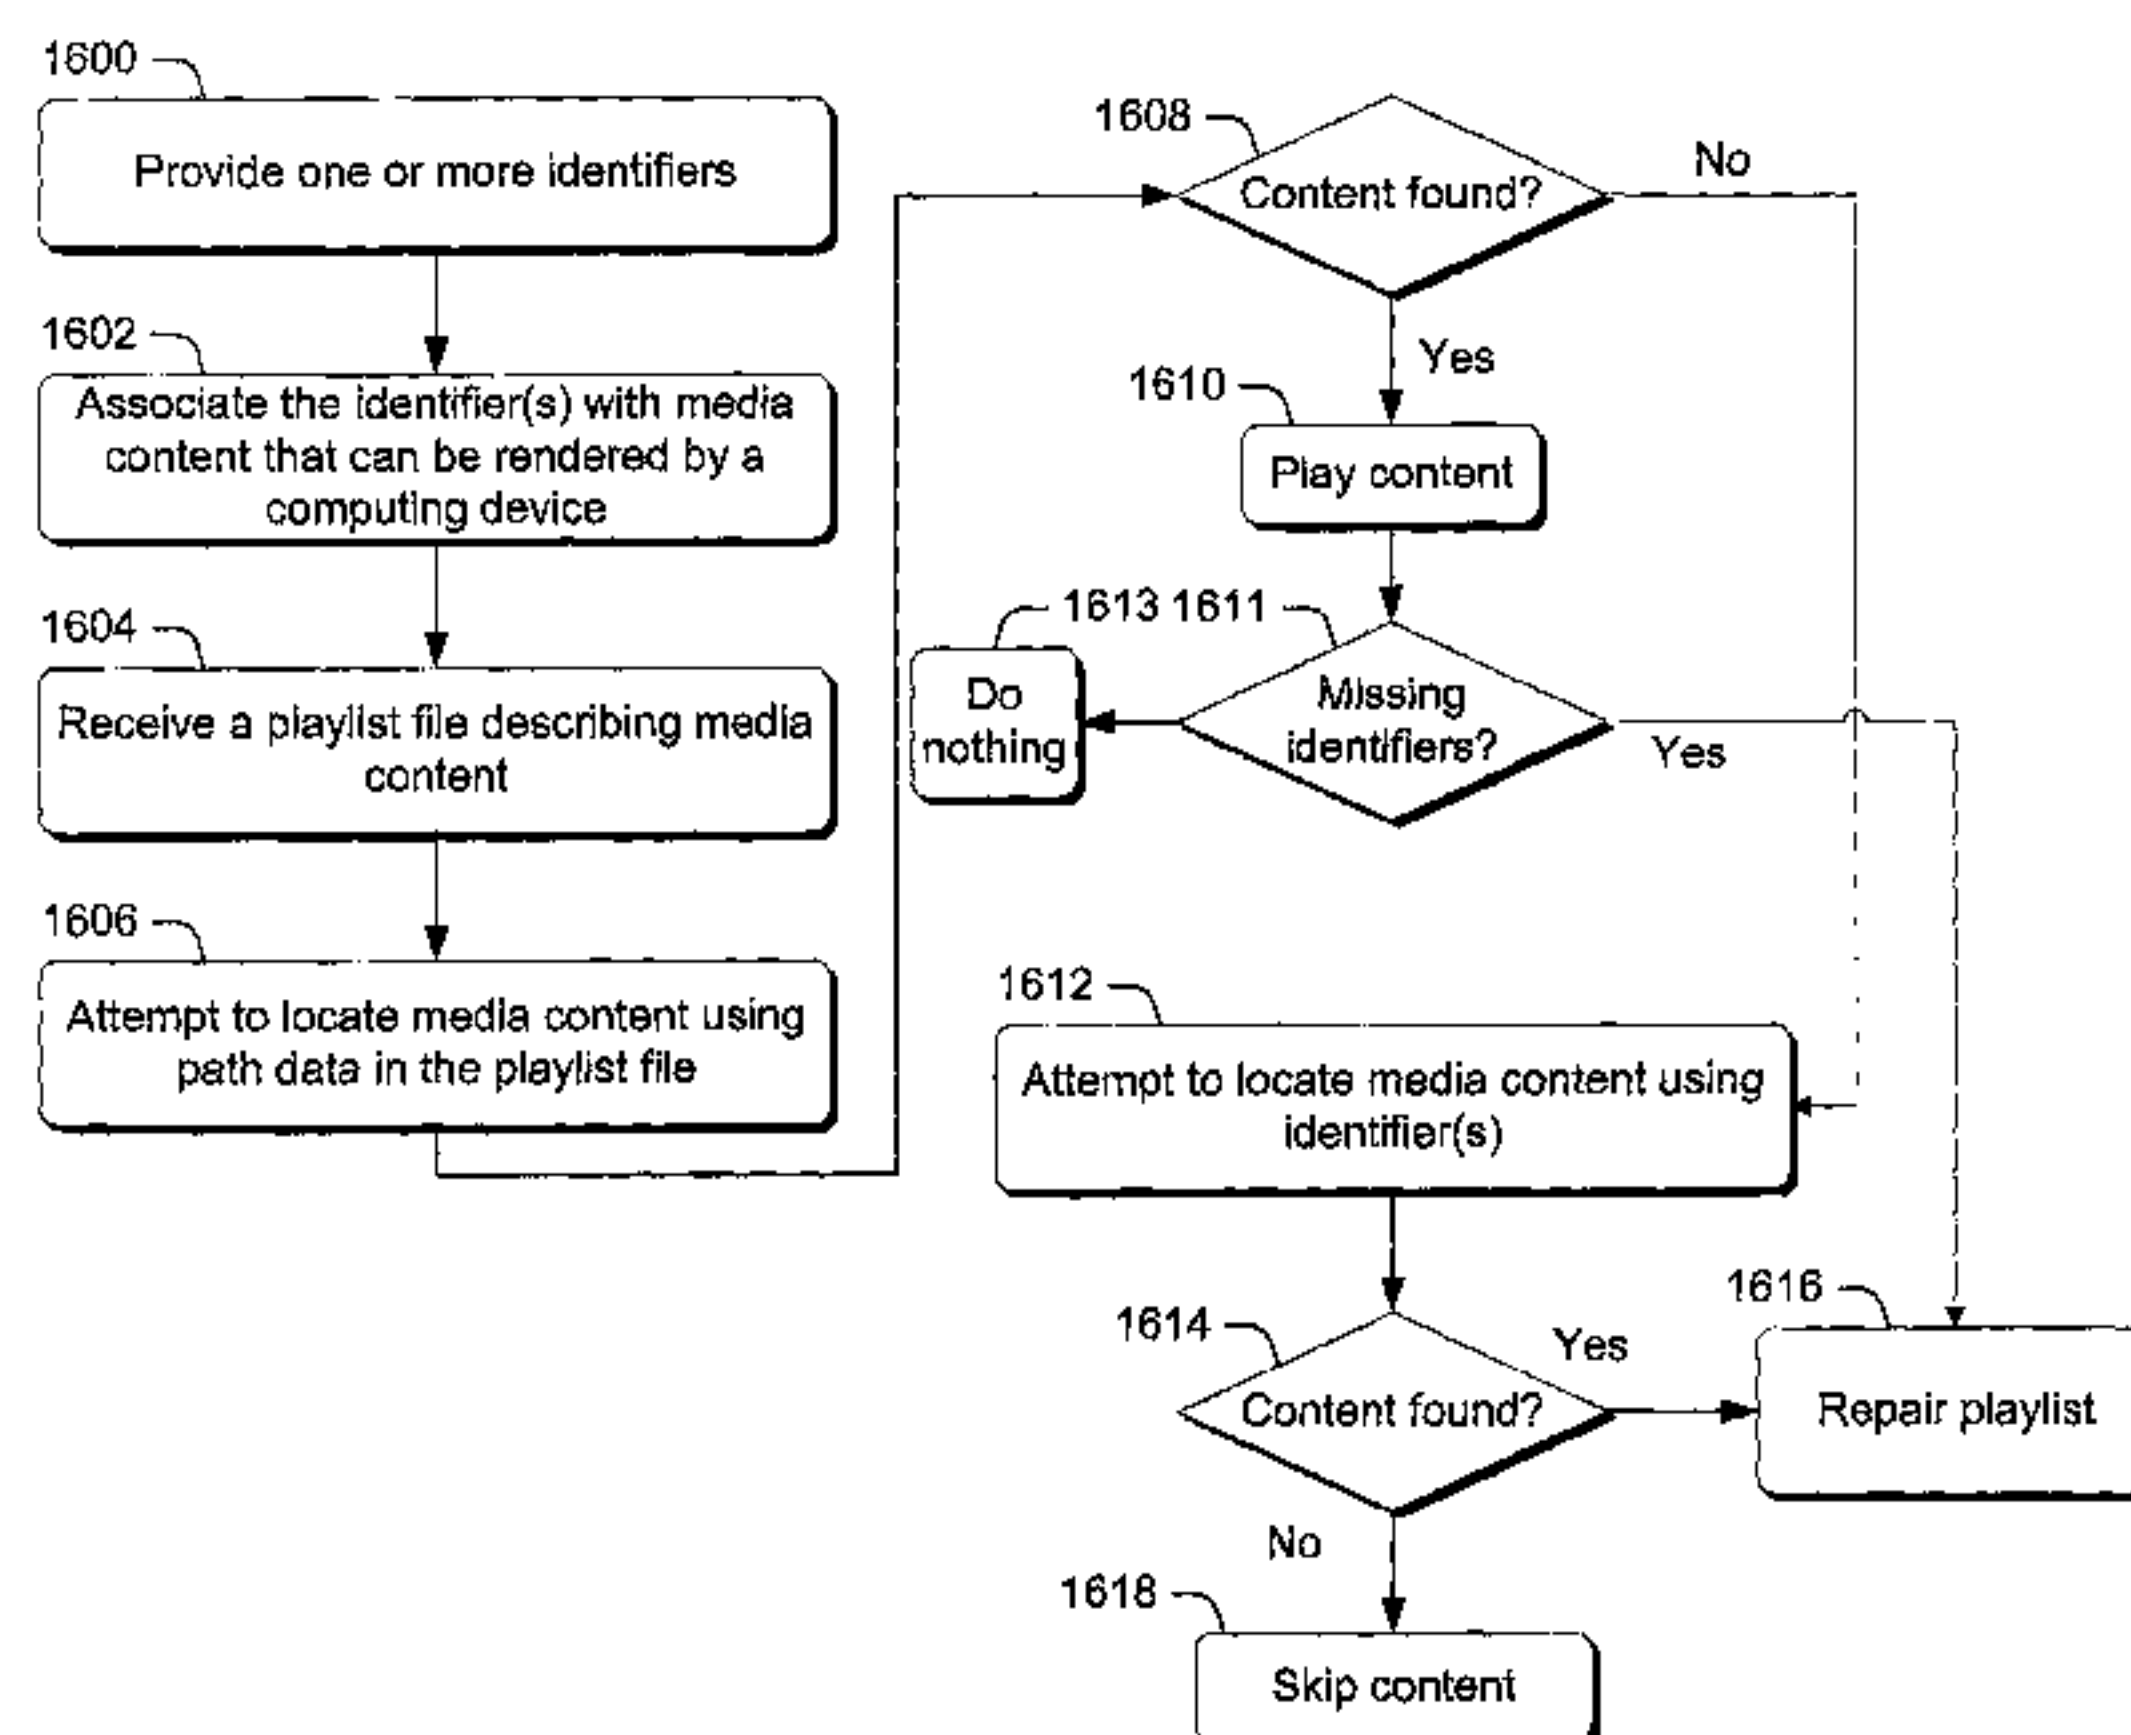 1600
Provide one or more identifiers
1602
Associate the identifier(s) with media
content that can be rendered by a
computing device
1604
Receive a playlist file describing media
content
1606
Attempt to locate media content using
path data in the playlist file
1608
Content found?
No
Yes
1610
Play content
1613 1611
Do
nothing
Missing
identifiers?
Yes
1612
Attempt to locate media content using
identifier(s)
1614
Content found?
Yes
1616
Repair playlist
No
1618
Skip content